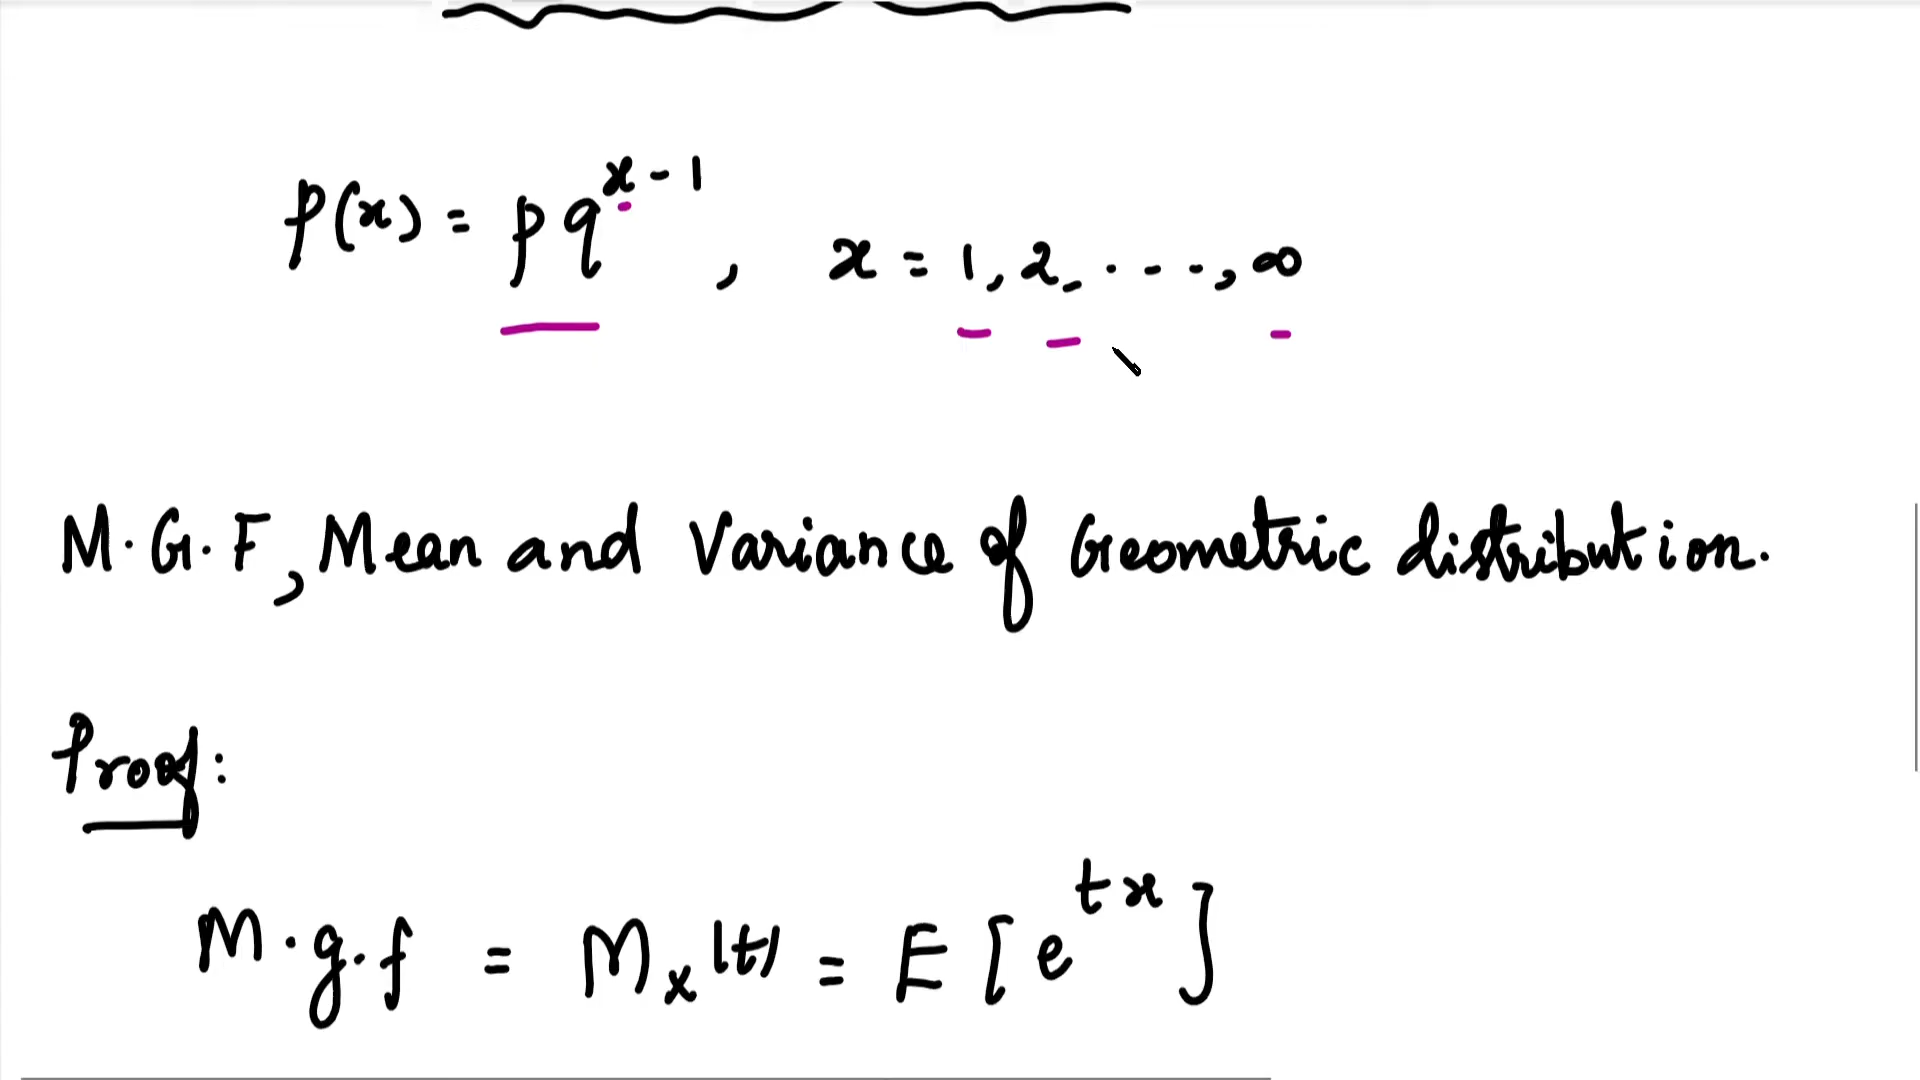 p(x) = pq^{x-1}, x = 1, 2, . - - ., ∞
M.G.F, Mean and Variance of Geometric distribution.
Proof:
M.g.f = M_x(t) = E[e^{tx}]